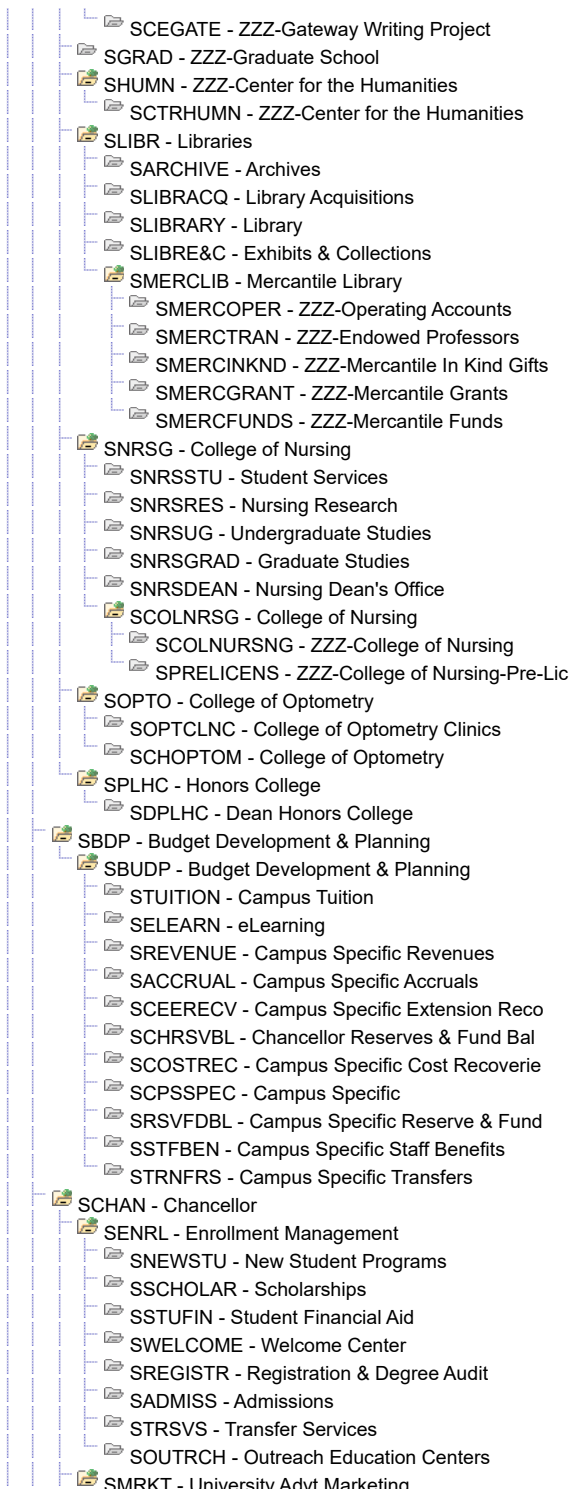 SCEGATE - ZZZ-Gateway Writing Project
SGRAD - ZZZ-Graduate School
SHUMN - ZZZ-Center for the Humanities
SCTRHUMN - ZZZ-Center for the Humanities
SLIBR - Libraries
SARCHIVE - Archives
SLIBRACQ - Library Acquisitions
SLIBRARY - Library
SLIBRE&C - Exhibits & Collections
SMERCLIB - Mercantile Library
SMERCOPER - ZZZ-Operating Accounts
SMERCTRAN - ZZZ-Endowed Professors
SMERCINKND - ZZZ-Mercantile In Kind Gifts
SMERCGRANT - ZZZ-Mercantile Grants
SMERCFUNDS - ZZZ-Mercantile Funds
SNRSG - College of Nursing
SNRSSTU - Student Services
SNRSRES - Nursing Research
SNRSUG - Undergraduate Studies
SNRSGRAD - Graduate Studies
SNRSDEAN - Nursing Dean's Office
SCOLNRSG - College of Nursing
SCOLNURSNG - ZZZ-College of Nursing
SPRELICENS - ZZZ-College of Nursing-Pre-Lic
SOPTO - College of Optometry
SOPTCLNC - College of Optometry Clinics
SCHOPTOM - College of Optometry
SPLHC - Honors College
SDPLHC - Dean Honors College
SBDP - Budget Development & Planning
SBUDP - Budget Development & Planning
STUITION - Campus Tuition
SELEARN - eLearning
SREVENUE - Campus Specific Revenues
SACCRUAL - Campus Specific Accruals
SCEERECV - Campus Specific Extension Reco
SCHRSVBL - Chancellor Reserves & Fund Bal
SCOSTREC - Campus Specific Cost Recoverie
SCPSSPEC - Campus Specific
SRSVFDBL - Campus Specific Reserve & Fund
SSTFBEN - Campus Specific Staff Benefits
STRNFRS - Campus Specific Transfers
SCHAN - Chancellor
SENRL - Enrollment Management
SNEWSTU - New Student Programs
SSCHOLAR - Scholarships
SSTUFIN - Student Financial Aid
SWELCOME - Welcome Center
SREGISTR - Registration & Degree Audit
SADMISS - Admissions
STRSVS - Transfer Services
SOUTRCH - Outreach Education Centers
SMRKT - University Advt Marketing